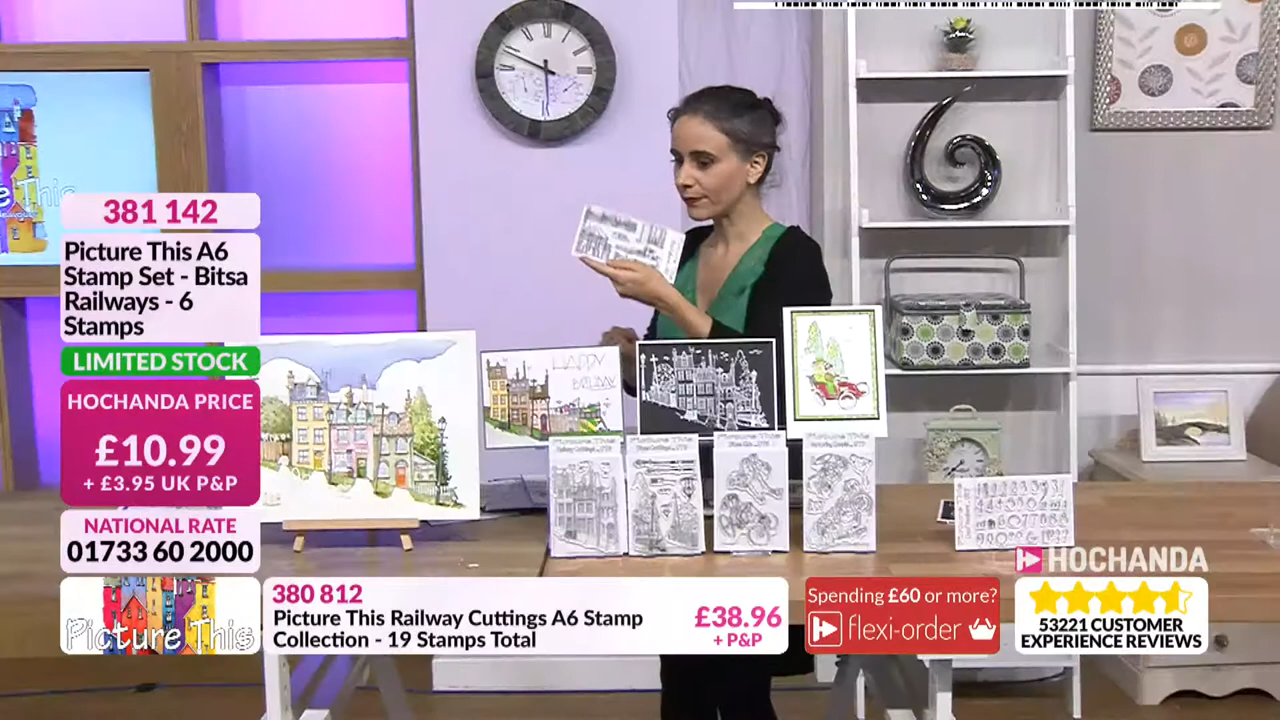 381 142
Picture This A6
Stamp Set - Bitsa
Railways - 6
Stamps
LIMITED STOCK
HOCHANDA PRICE
£10.99
+ £3.95 UK P&P
NATIONAL RATE
01733 60 2000
Picture This
380 812
Picture This Railway Cuttings A6 Stamp
Collection - 19 Stamps Total
£38.96
+ P&P
Spending £60 or more?
flexi-order
HOCHANDA
53221 CUSTOMER
EXPERIENCE REVIEWS
This
HAPPY
BIRTHDAY